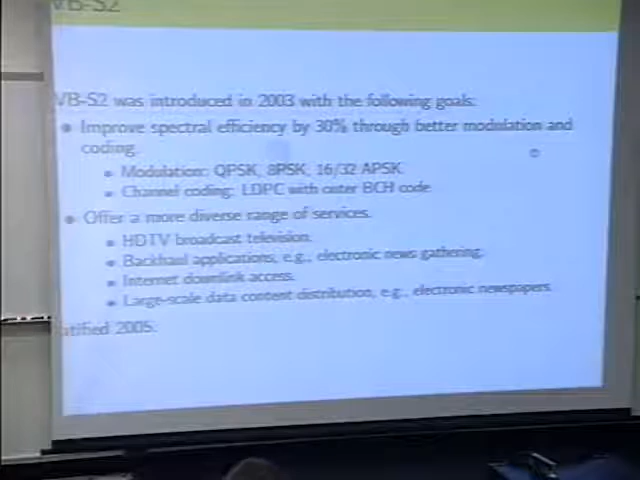 VB-S2
VB-S2 was introduced in 2003 with the following goals:
Improve spectral efficiency by 30% through better modulation and
coding.
Modulation: QPSK, 8PSK, 16/32 APSK.
Channel coding: LDPC with outer BCH code
Offer a more diverse range of services.
HDTV broadcast television.
Backhaul applications, e.g., electronic news gathering.
Internet downlink access.
Large-scale data content distribution, e.g., electronic newspapers.
atified 2005.